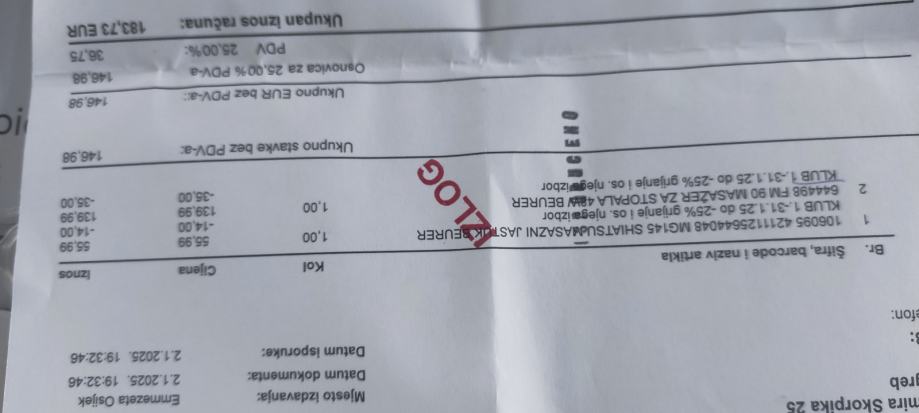 mira Škorpika 25
greb
efon:
Mjesto izdavanja: Emmezeta Osijek
Datum dokumenta: 2.1.2025. 19:32:46
Datum isporuke: 2.1.2025. 19:32:46
Br. Šifra, barcode i naziv artikla Kol Cijena Iznos
1 106095 4211125644048 MG145 SHIATSU MASAZNI JASTUK BEURER 1,00 55,99 55,99
KLUB 1.-31.1.25 do -25% grijanje i os. njega izbor -14,00 -14,00
2 644498 FM 90 MASAŽER ZA STOPALA BEURER 1,00 139,99 139,99
KLUB 1.-31.1.25 do -25% grijanje i os. njega izbor -35,00 -35,00
IZLOG
Ukupno stavke bez PDV-a: 146,98
Ukupno EUR bez PDV-a: 146,98
Osnovica za 25,00% PDV-a 146,98
PDV 25,00%: 36,75
Ukupan iznos računa: 183,73 EUR